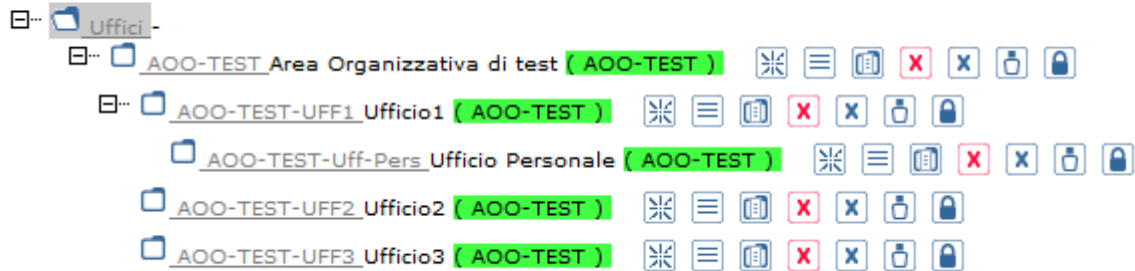 Uffici -
AOO-TEST Area Organizzativa di test ( AOO-TEST )
AOO-TEST-UFF1 Ufficio1 ( AOO-TEST )
AOO-TEST-Uff-Pers Ufficio Personale ( AOO-TEST )
AOO-TEST-UFF2 Ufficio2 ( AOO-TEST )
AOO-TEST-UFF3 Ufficio3 ( AOO-TEST )